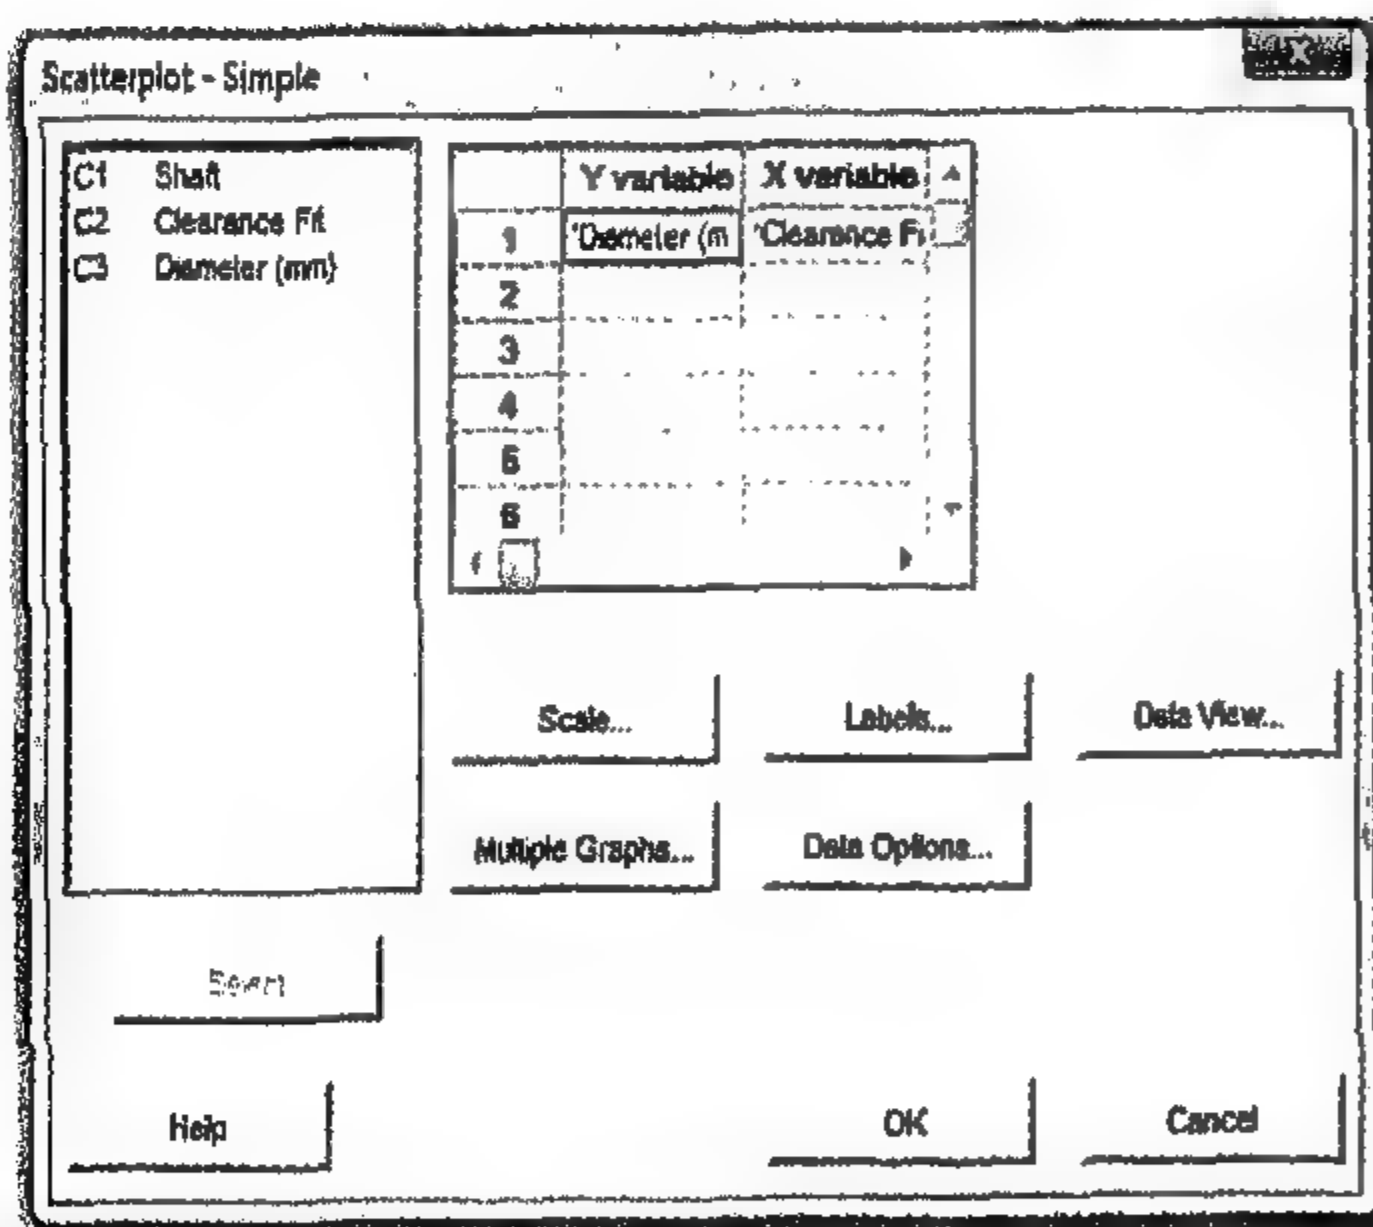 Scatterplot - Simple
X
C1 Shaft
C2 Clearance Fit
C3 Diameter (mm)
Y variable X variable
1 'Diameter (m 'Clearance Fi
2
3
4
5
6
Scale... Labels... Data View...
Multiple Graphs... Data Options...
Select
Help OK Cancel